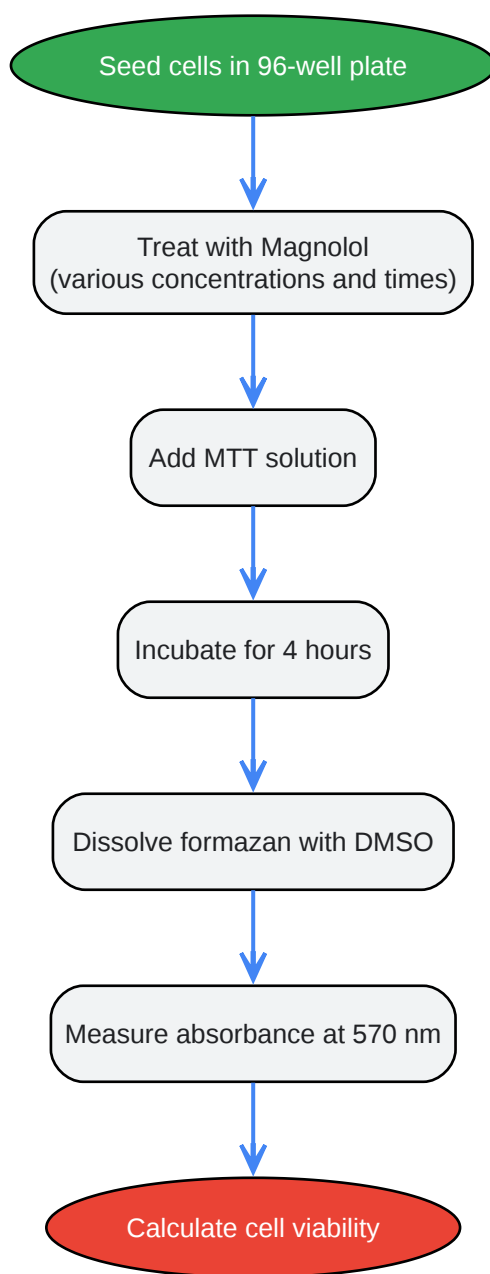 Seed cells in 96-well plate
Treat with Magnolol
(various concentrations and times)
Add MTT solution
Incubate for 4 hours
Dissolve formazan with DMSO
Measure absorbance at 570 nm
Calculate cell viability